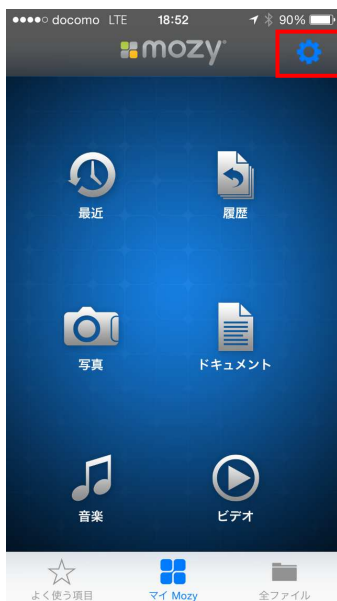 docomo LTE 18:52 90%
mozy
最近 履歴
写真 ドキュメント
音楽 ビデオ
よく使う項目 マイ Mozy 全ファイル